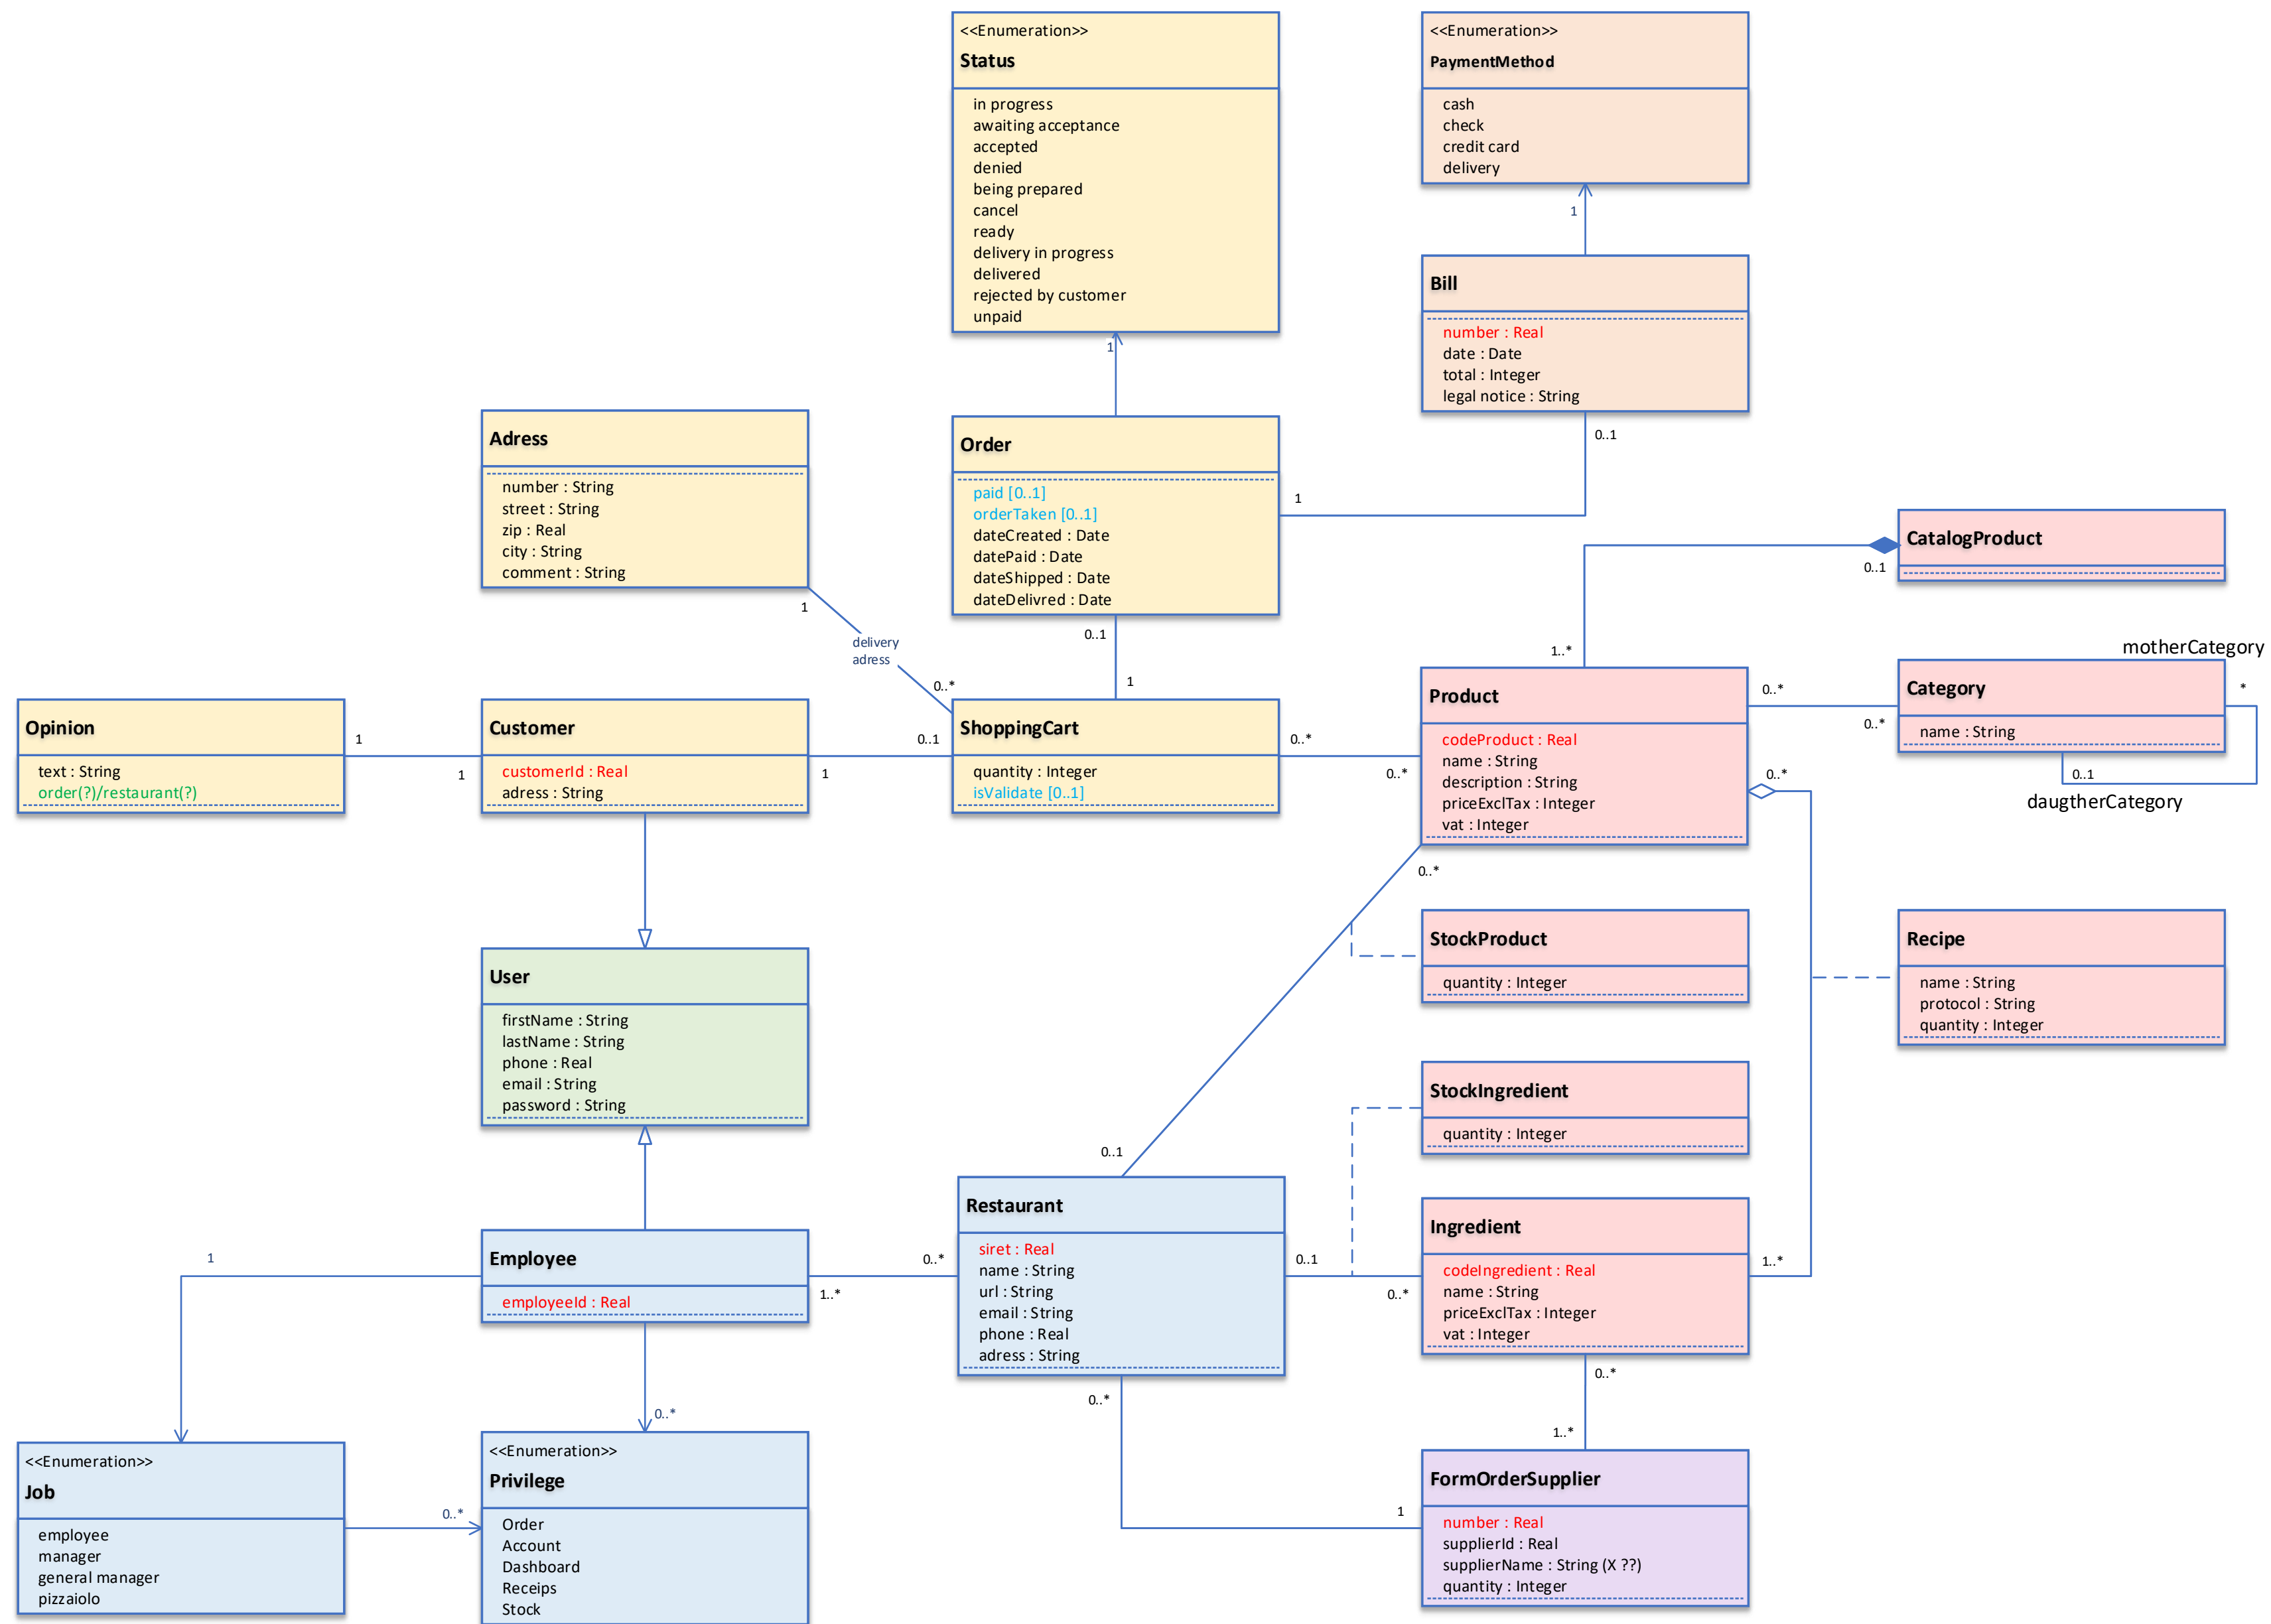 <<Enumeration>>
Status
in progress
awaiting acceptance
accepted
denied
being prepared
cancel
ready
delivery in progress
delivered
rejected by customer
unpaid
1
<<Enumeration>>
PaymentMethod
cash
check
credit card
delivery
1
Bill
number : Real
date : Date
total : Integer
legal notice : String
0..1
1
Adress
number : String
street : String
zip : Real
city : String
comment : String
1
delivery
adress
0..*
Order
paid [0..1]
orderTaken [0..1]
dateCreated : Date
datePaid : Date
dateShipped : Date
dateDelivred : Date
0..1
1
CatalogProduct
0..1
1..*
Opinion
text : String
order(?)/restaurant(?)
1
1
Customer
customerId : Real
adress : String
0..1
1
ShoppingCart
quantity : Integer
isValidate [0..1]
0..*
0..*
Product
codeProduct : Real
name : String
description : String
priceExclTax : Integer
vat : Integer
0..*
0..*
motherCategory
Category
name : String
*
0..1
daugtherCategory
0..*
0..*
StockProduct
quantity : Integer
Recipe
name : String
protocol : String
quantity : Integer
User
firstName : String
lastName : String
phone : Real
email : String
password : String
StockIngredient
quantity : Integer
0..1
Restaurant
siret : Real
name : String
url : String
email : String
phone : Real
adress : String
0..1
0..*
Ingredient
codeIngredient : Real
name : String
priceExclTax : Integer
vat : Integer
1..*
1
Employee
employeeId : Real
0..*
1..*
0..*
0..*
1..*
0..*
<<Enumeration>>
Job
employee
manager
general manager
pizzaiolo
0..*
<<Enumeration>>
Privilege
Order
Account
Dashboard
Receips
Stock
1
FormOrderSupplier
number : Real
supplierId : Real
supplierName : String (X ??)
quantity : Integer